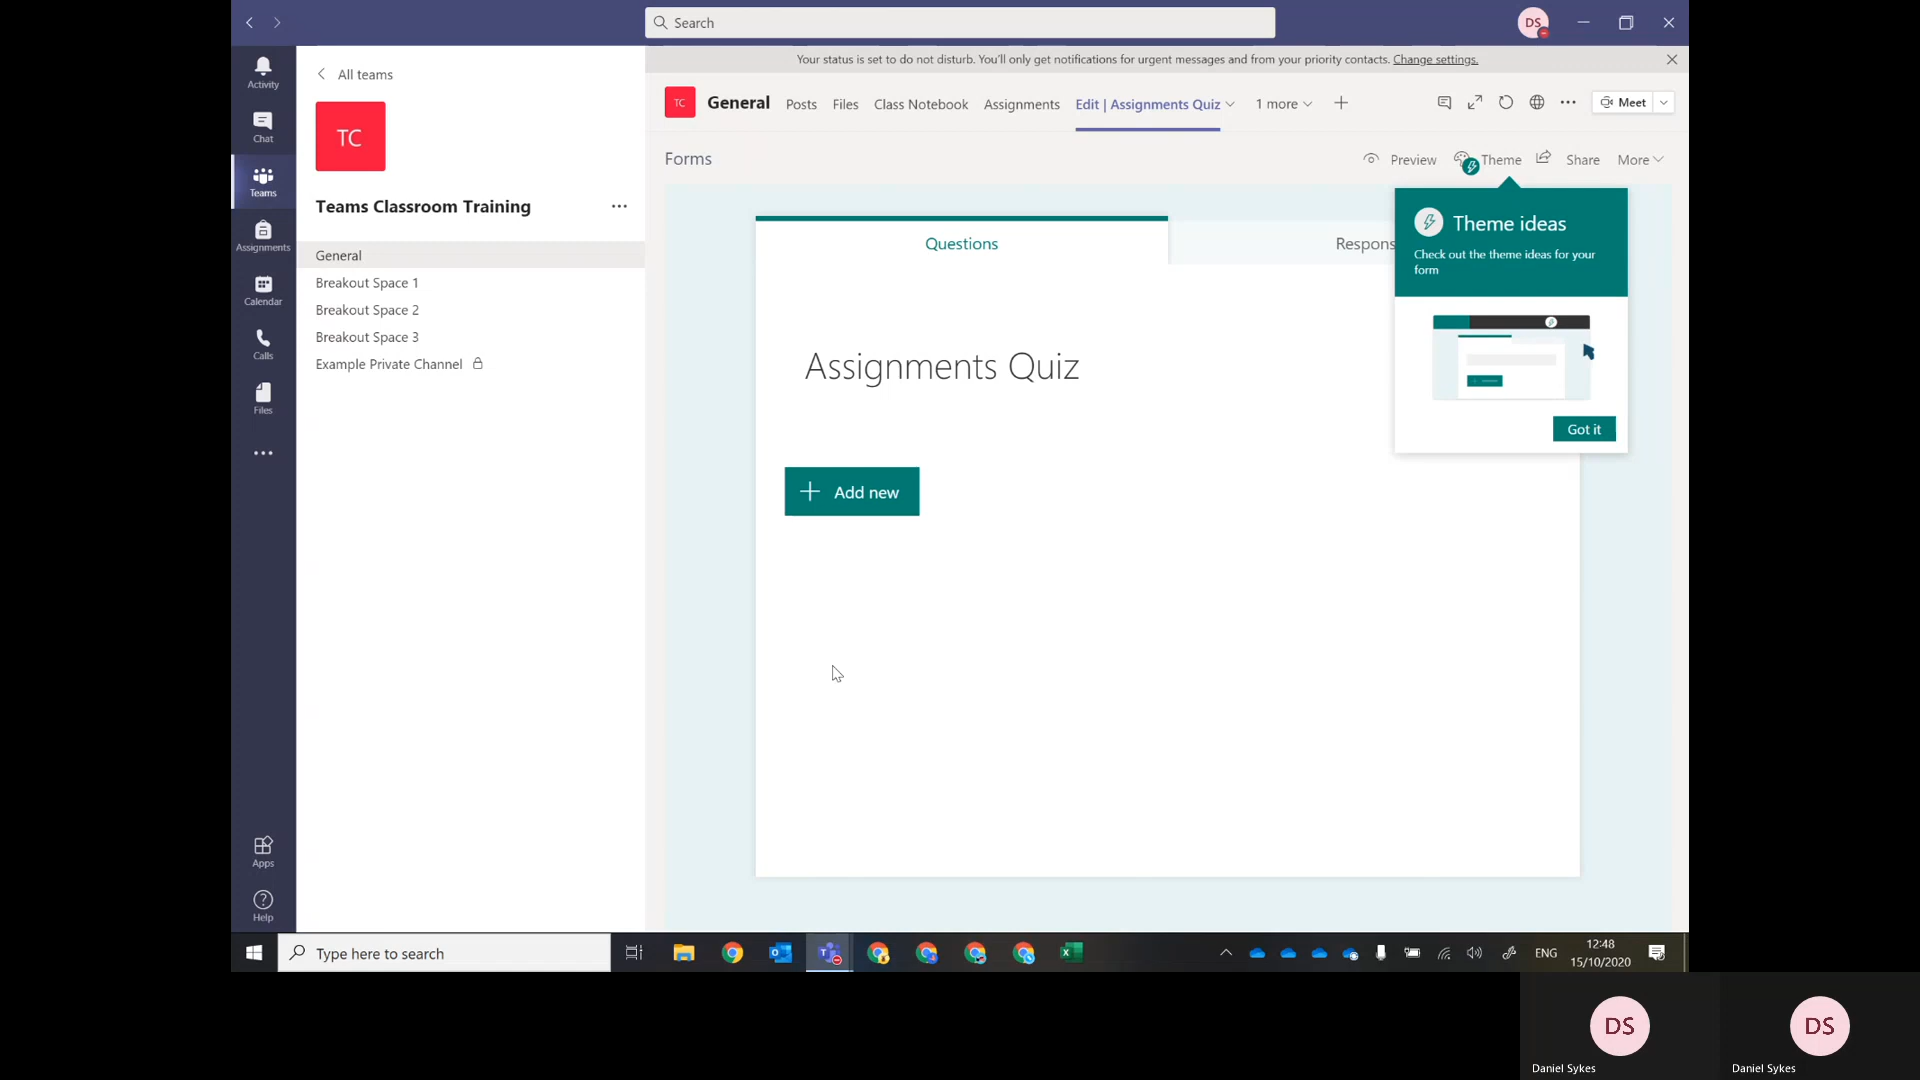 Search
DS
Your status is set to do not disturb. You'll only get notifications for urgent messages and from your priority contacts. Change settings.
Activity
Chat
Teams
Assignments
Calendar
Calls
Files
Apps
Help
All teams
TC
Teams Classroom Training
General
Breakout Space 1
Breakout Space 2
Breakout Space 3
Example Private Channel
TC
General
Posts
Files
Class Notebook
Assignments
Edit | Assignments Quiz
1 more
Meet
Forms
Preview
Theme
Share
More
Questions
Respons
Theme ideas
Check out the theme ideas for your
form
Got it
Assignments Quiz
Add new
Type here to search
ENG
12:48
15/10/2020
DS
Daniel Sykes
DS
Daniel Sykes